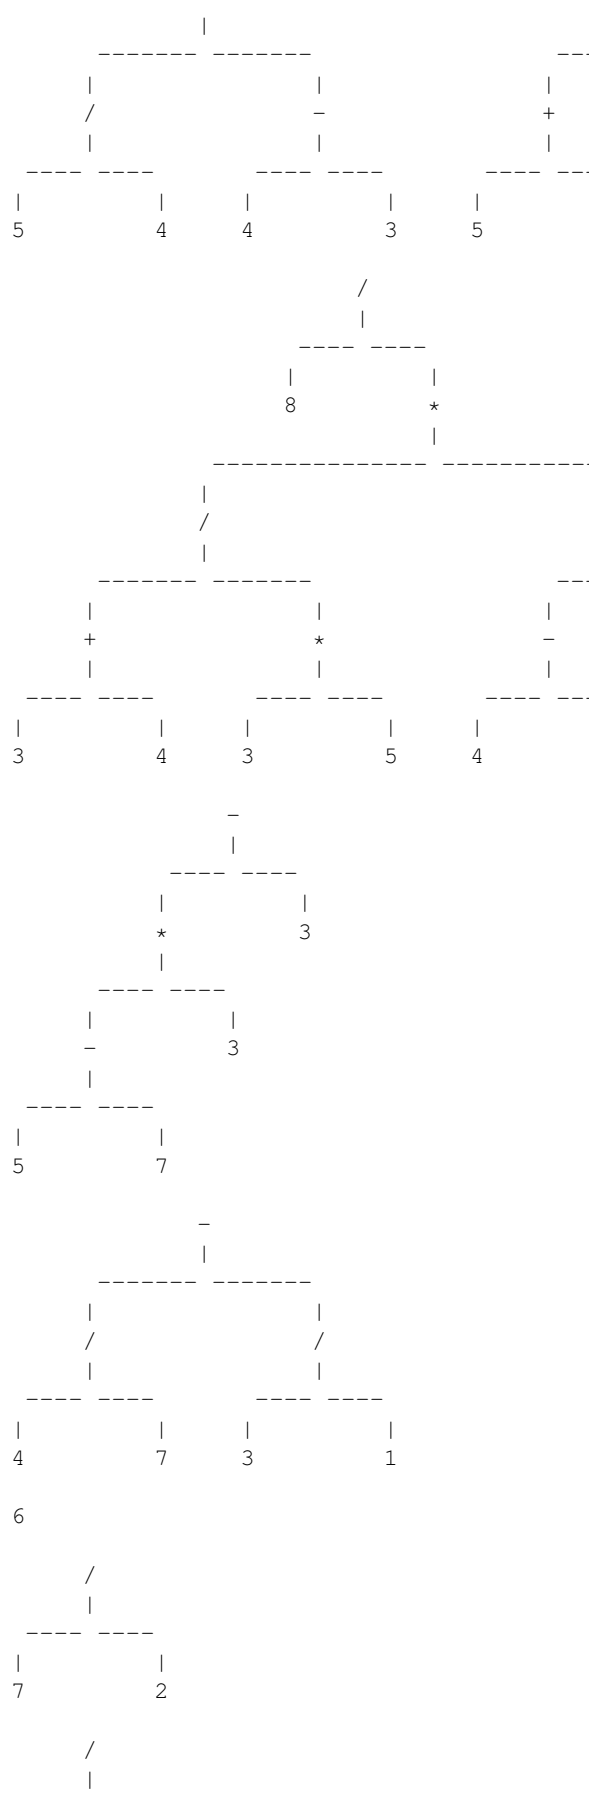 |
            ------- -------                                  ---
          |                               |                               |
          /                               -                               +
          |                               |                               |
  ---- ----              ---- ----              ---- ---
|                   |           |                   |           |
5                   4           4                   3           5
/
|
---- ----
|                   |
8                   *
|
--------------- -----------
|
/
|
------- -------                                  ---
|                               |                               |
+                               *                               -
|                               |                               |
---- ----              ---- ----              ---- ---
|                   |           |                   |           |
3                   4           3                   5           4
-
|
---- ----
|                   |
*                   3
|
---- ----
|                   |
-                   3
|
---- ----
|                   |
5                   7
-
|
------- -------
|                               |
/                               /
|                               |
---- ----              ---- ----
|                   |           |                   |
4                   7           3                   1
6
/
|
---- ----
|                   |
7                   2
/
|